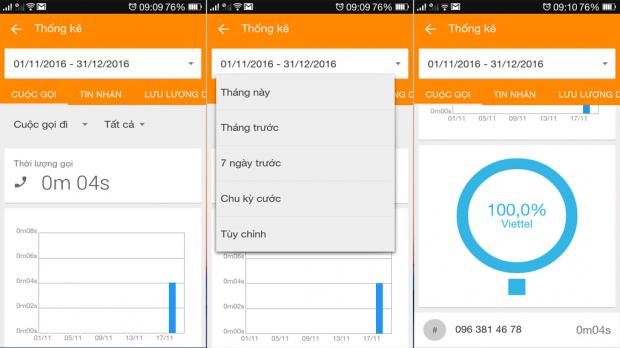 09:09 76%
Thống kê
01/11/2016 - 31/12/2016
CUỘC GỌI TIN NHẮN LƯU LƯỢNG D
Cuộc gọi đi Tất cả
Thời lượng gọi
0m 04s
0m08s
0m06s
0m04s
0m02s
0m00s
01/11 05/11 09/11 13/11 17/11
09:09 76%
Thống kê
01/11/2016 - 31/12/2016
Tháng này
Tháng trước
7 ngày trước
Chu kỳ cước
Tùy chỉnh
0m06s
0m04s
0m02s
0m00s
01/11 05/11 09/11 13/11 17/11
09:10 76%
Thống kê
01/11/2016 - 31/12/2016
CUỘC GỌI TIN NHẮN LƯU LƯỢNG D
0m00s
01/11 05/11 09/11 13/11 17/11
100,0%
Viettel
# 096 381 46 78 0m04s